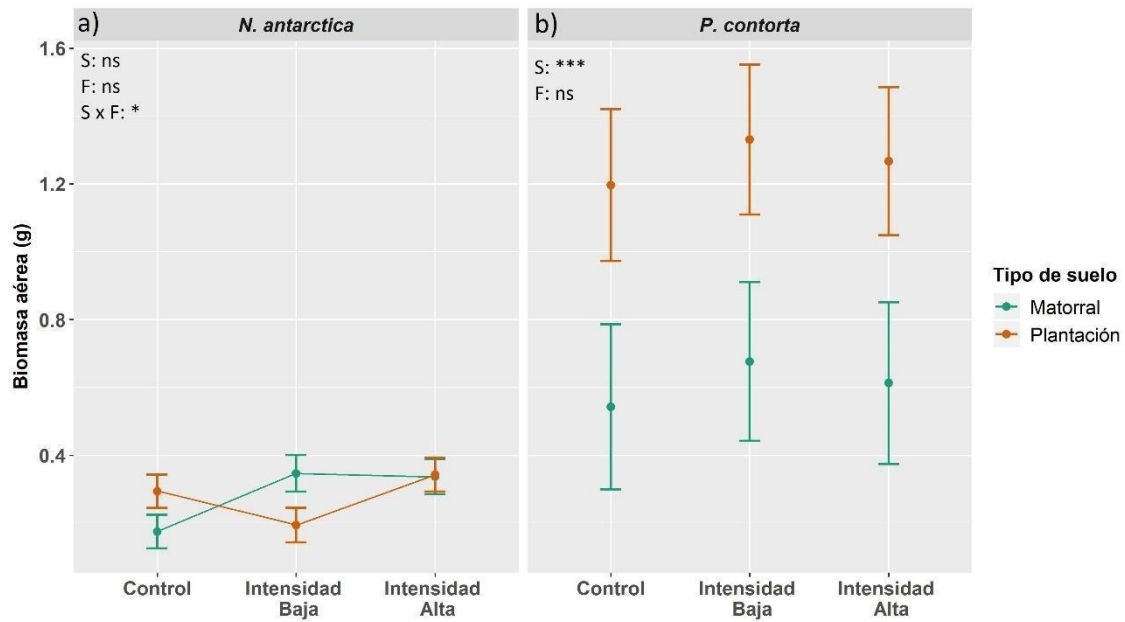 a) N. antarctica
S: ns
F: ns
S x F: *
b) P. contorta
S: ***
F: ns
Biomasa aérea (g)
1.6
1.2
0.8
0.4
Control
Intensidad
Baja
Intensidad
Alta
Control
Intensidad
Baja
Intensidad
Alta
Tipo de suelo
Matorral
Plantación